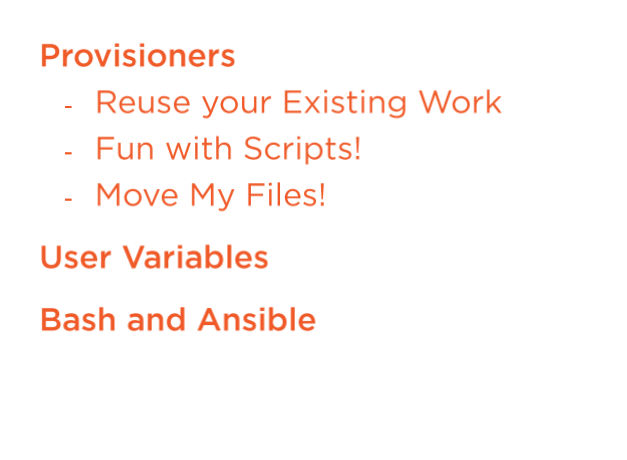 Provisioners
- Reuse your Existing Work
- Fun with Scripts!
- Move My Files!
User Variables
Bash and Ansible